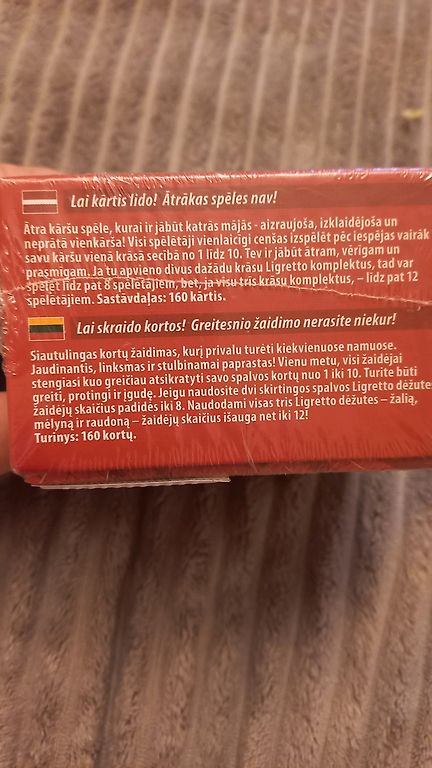 Lai kārtis lido! Ātrākas spēles nav!
Ātra kāršu spēle, kurai ir jābūt katrās mājās - aizraujoša, izklaidējoša un
neprātā vienkārša! Visi spēlētāji vienlaicīgi cenšas izspēlēt pēc iespējas vairāk
savu kāršu vienā krāsā secībā no 1 līdz 10. Tev ir jābūt ātram, vērīgam un
prasmīgam. Ja tu apvieno divus dažādu krāsu Ligretto komplektus, tad var
spēlēt līdz pat 8 spēlētājiem, bet, ja visu trīs krāsu komplektus, – līdz pat 12
spēlētājiem. Sastāvdaļas: 160 kārtis.
Lai skraido kortos! Greitesnio žaidimo nerasite niekur!
Siautulingas kortų žaidimas, kurį privalu turėti kiekvienuose namuose.
Jaudinantis, linksmas ir stulbinamai paprastas! Vienu metu, visi žaidėjai
stengiasi kuo greičiau atsikratyti savo spalvos kortų nuo 1 iki 10. Turite būti
greiti, protingi ir įgudę. Jeigu naudosite dvi skirtingos spalvos Ligretto dėžutes
žaidėjų skaičius padidės iki 8. Naudodami visas tris Ligretto dėžutes – žalią,
mėlyną ir raudoną – žaidėjų skaičius išauga net iki 12!
Turinys: 160 kortų.